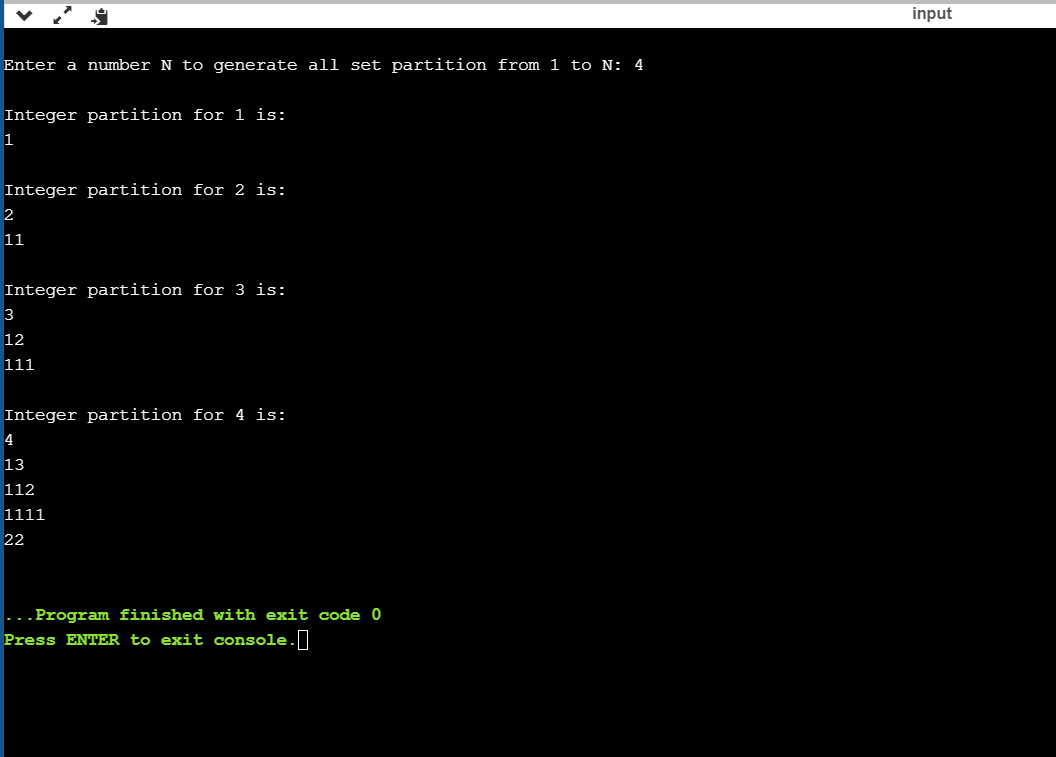 input
Enter a number N to generate all set partition from 1 to N: 4
Integer partition for 1 is:
1
Integer partition for 2 is:
2
11
Integer partition for 3 is:
3
12
111
Integer partition for 4 is:
4
13
112
1111
22
...Program finished with exit code 0
Press ENTER to exit console.